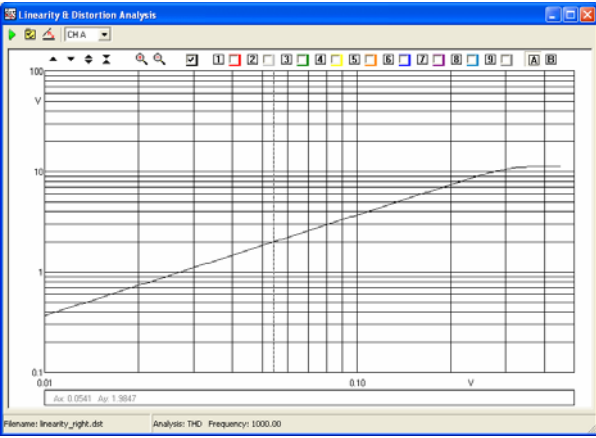 Linearity & Distortion Analysis
CH A
1 2 3 4 5 6 7 8 9 A B
100
V
10
1
0.1
0.01 0.10 V
Ax: 0.0541 Ay: 1.9847
Filename: linearity_right.dst Analysis: THD Frequency: 1000.00